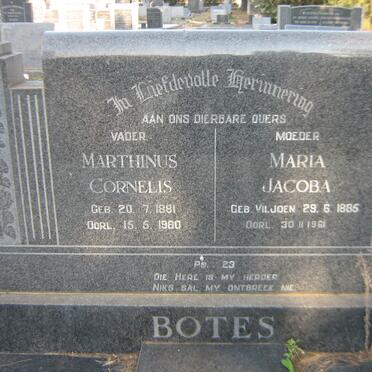 In Liefdevolle Herinnering
AAN ONS DIERBARE OUERS
VADER
MARTHINUS
CORNELIS
GEB. 20. 7. 1881
OORL. 15. 5. 1960
MOEDER
MARIA
JACOBA
GEB. VILJOEN 29. 6. 1885
OORL. 30. 11. 1961
PS. 23
DIE HERE IS MY HERDER
NIKS SAL MY ONTBREEK NIE
BOTES